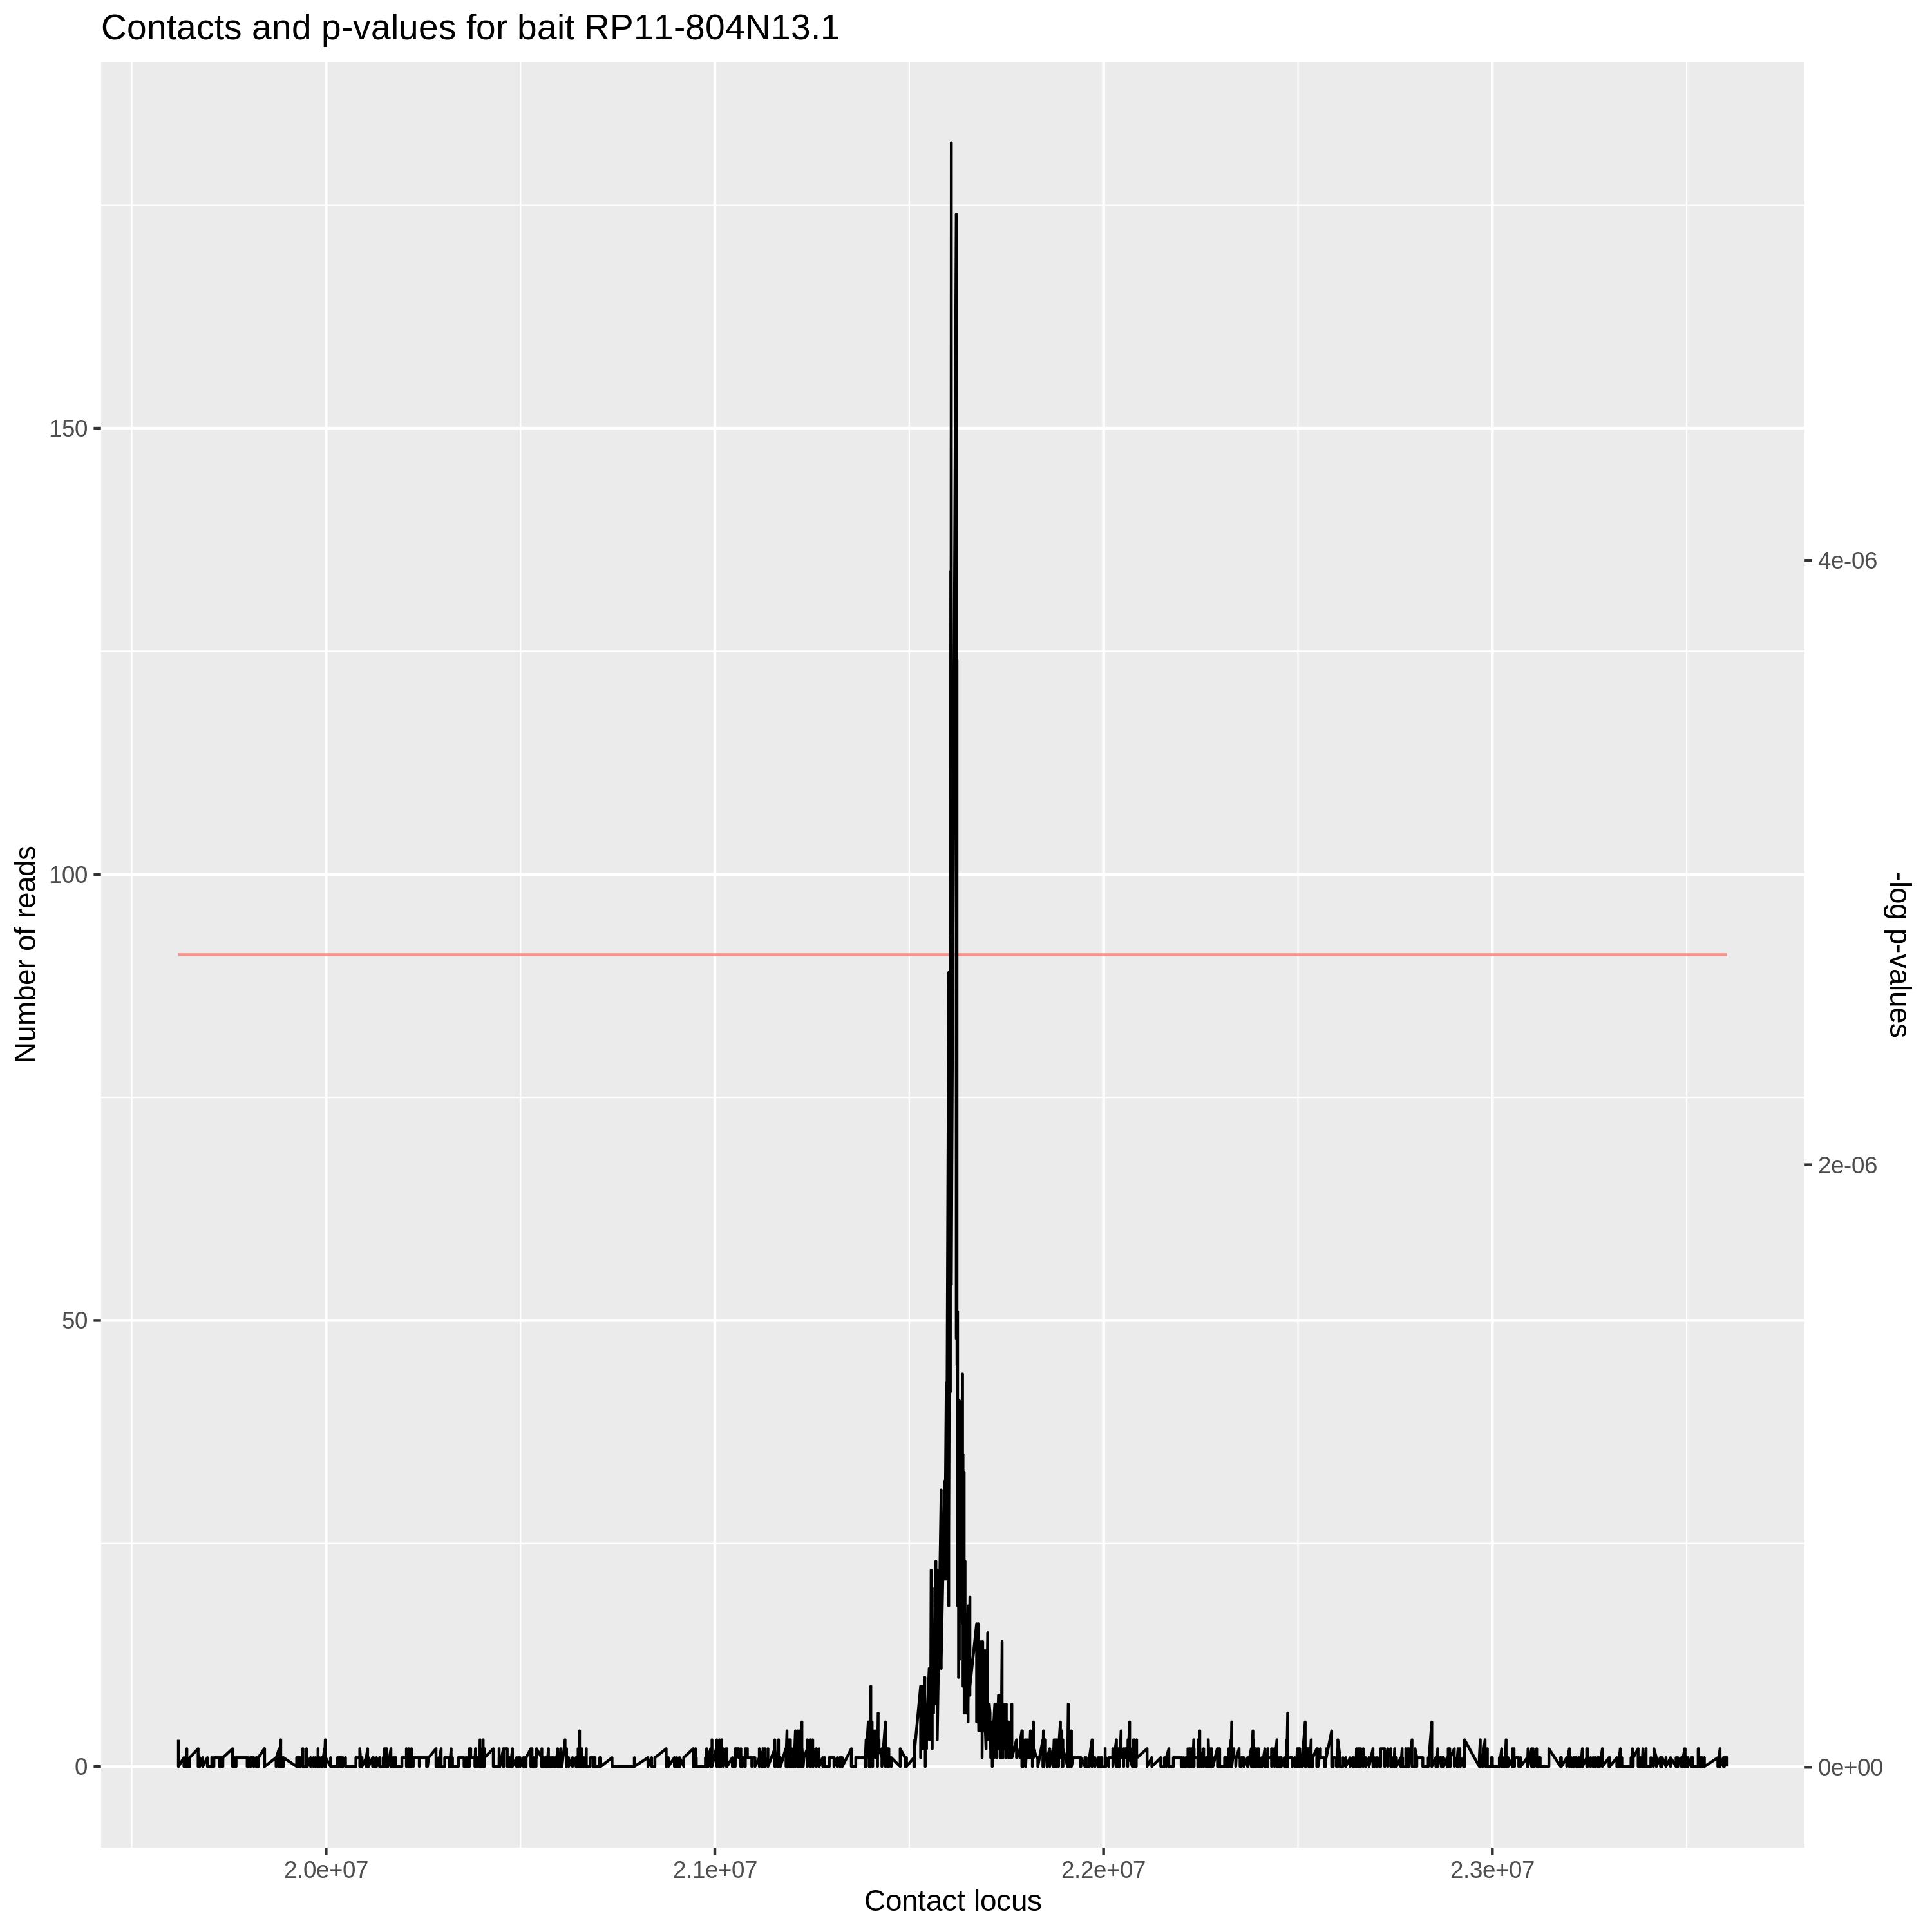 Contacts and p-values for bait RP11-804N13.1
150
100
50
0
Number of reads
4e-06
2e-06
0e+00
-log p-values
2.0e+07
2.1e+07
2.2e+07
2.3e+07
Contact locus